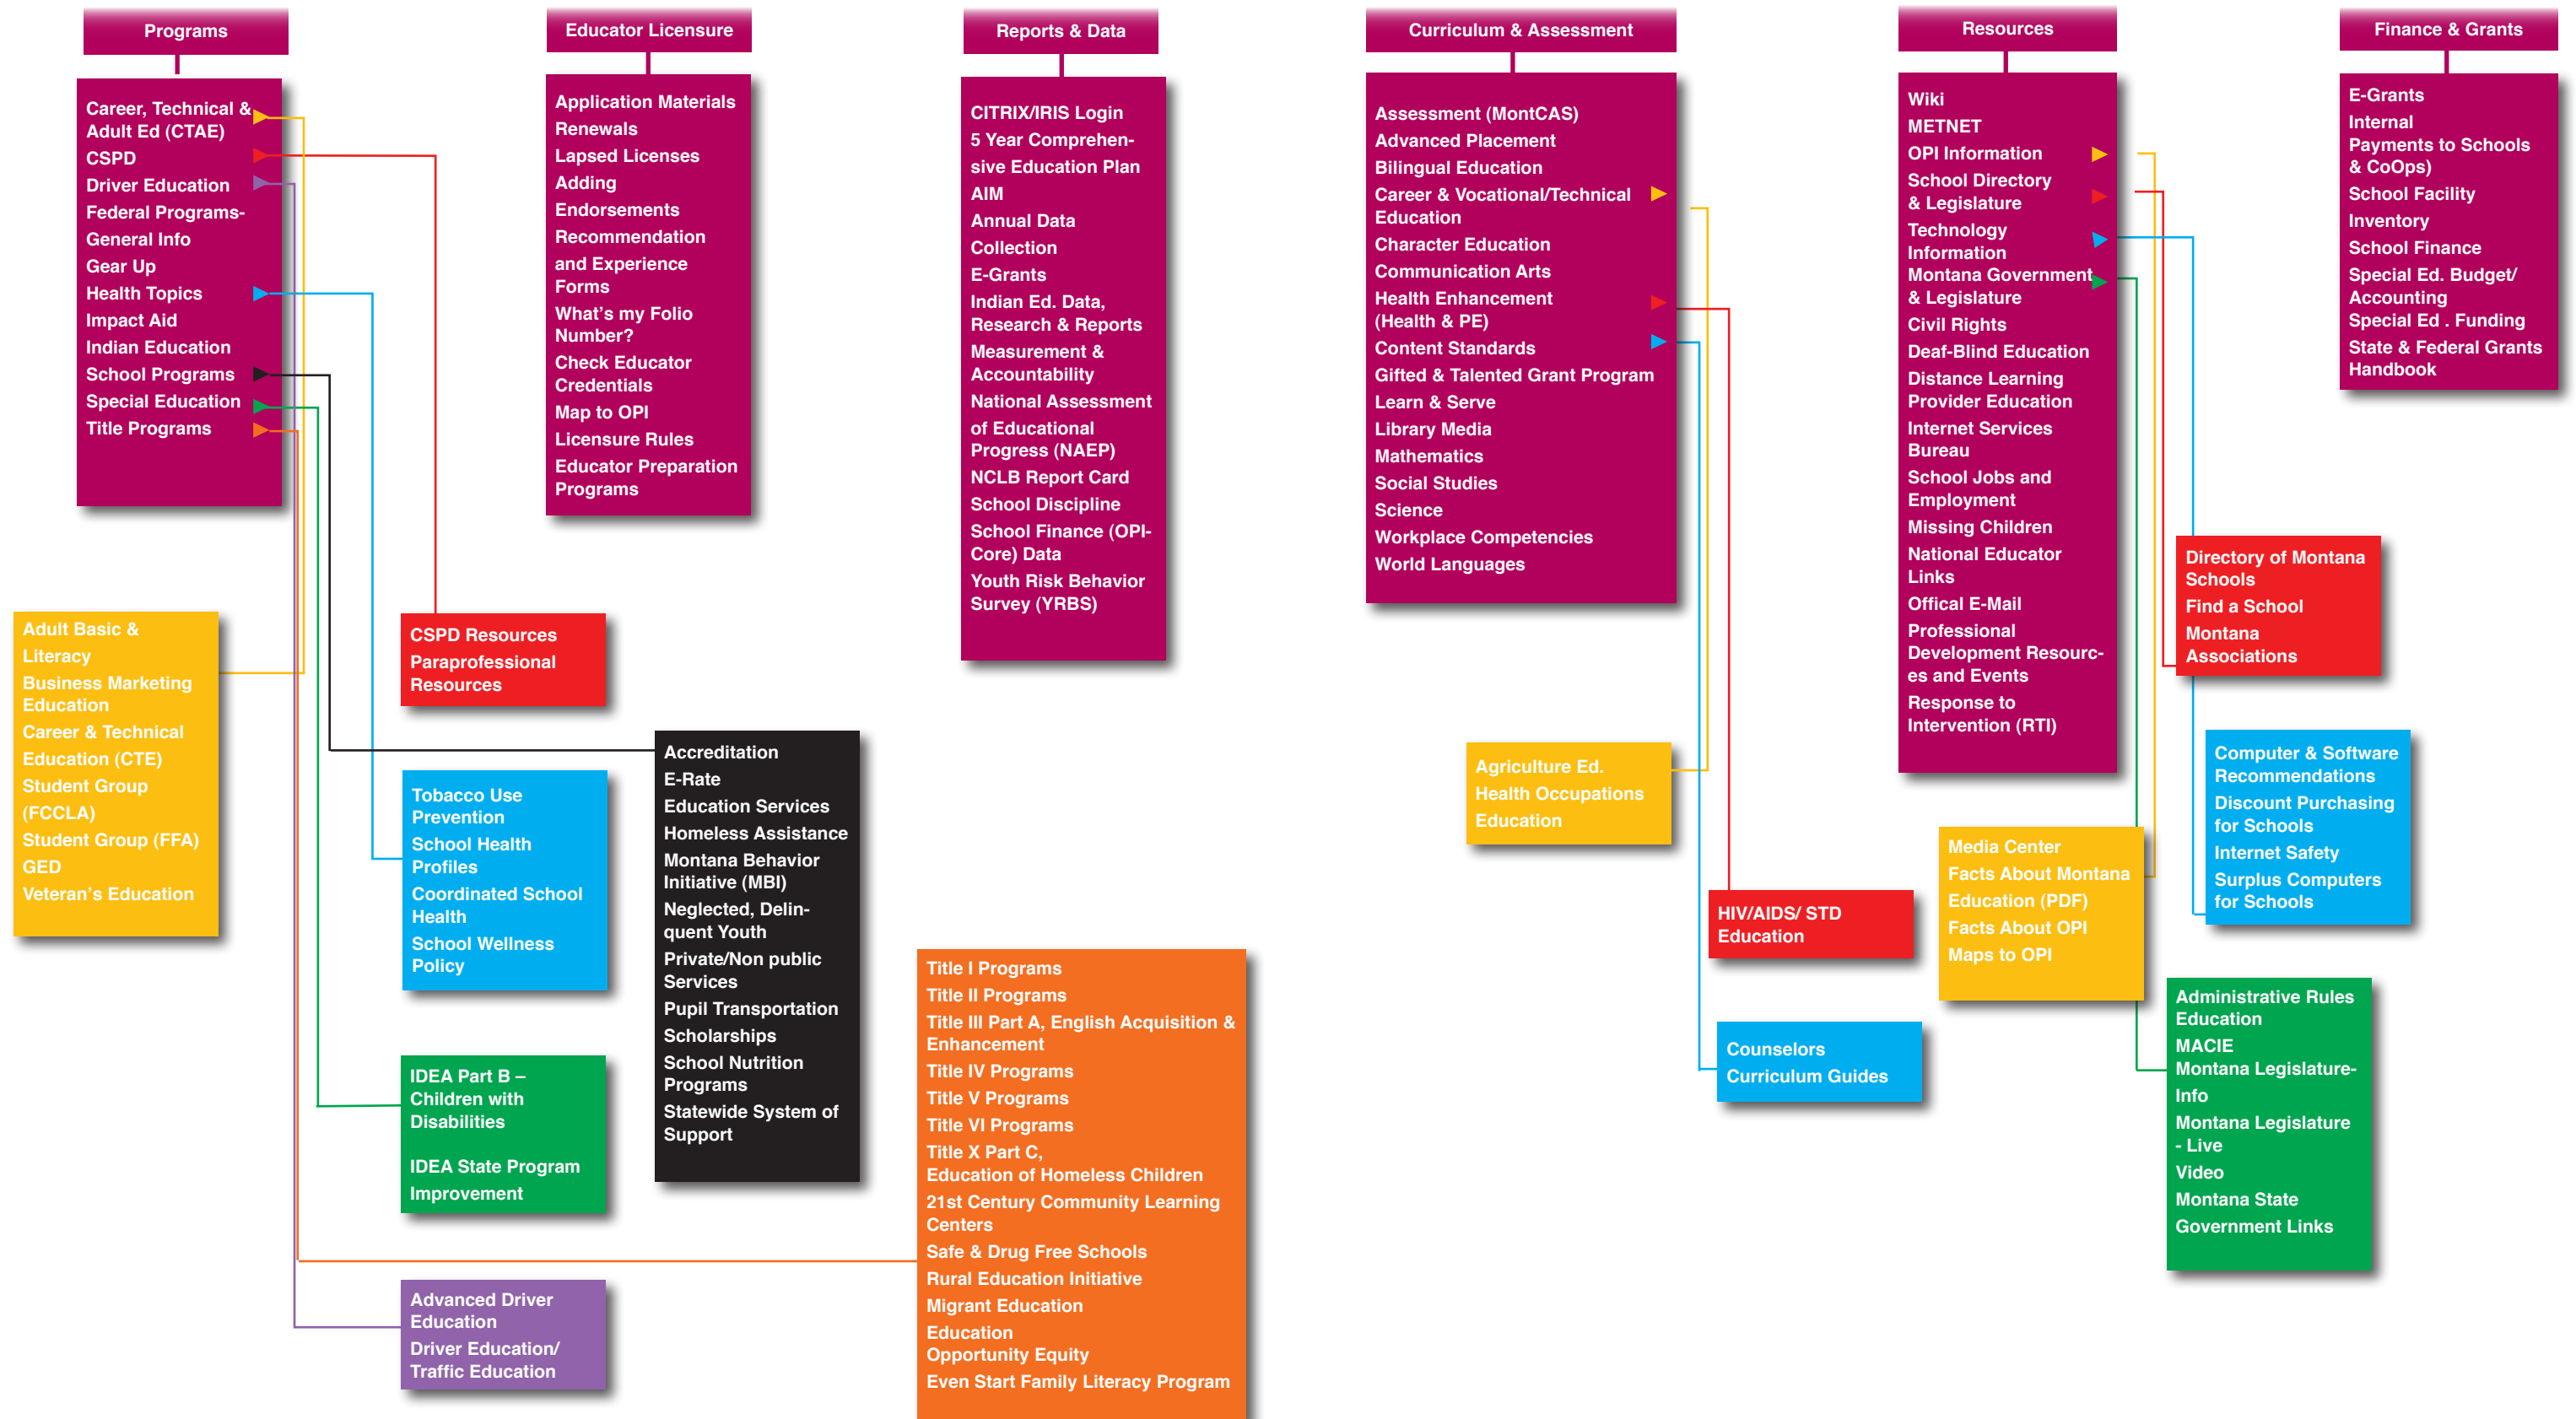 Programs
Career, Technical &
Adult Ed (CTAE)
CSPD
Driver Education
Federal Programs-
General Info
Gear Up
Health Topics
Impact Aid
Indian Education
School Programs
Special Education
Title Programs
Adult Basic &
Literacy
Business Marketing
Education
Career & Technical
Education (CTE)
Student Group
(FCCLA)
Student Group (FFA)
GED
Veteran's Education
CSPD Resources
Paraprofessional
Resources
Tobacco Use
Prevention
School Health
Profiles
Coordinated School
Health
School Wellness
Policy
IDEA Part B –
Children with
Disabilities
IDEA State Program
Improvement
Advanced Driver
Education
Driver Education/
Traffic Education
Accreditation
E-Rate
Education Services
Homeless Assistance
Montana Behavior
Initiative (MBI)
Neglected, Delin-
quent Youth
Private/Non public
Services
Pupil Transportation
Scholarships
School Nutrition
Programs
Statewide System of
Support
Title I Programs
Title II Programs
Title III Part A, English Acquisition &
Enhancement
Title IV Programs
Title V Programs
Title VI Programs
Title X Part C,
Education of Homeless Children
21st Century Community Learning
Centers
Safe & Drug Free Schools
Rural Education Initiative
Migrant Education
Education
Opportunity Equity
Even Start Family Literacy Program
Educator Licensure
Application Materials
Renewals
Lapsed Licenses
Adding
Endorsements
Recommendation
and Experience
Forms
What's my Folio
Number?
Check Educator
Credentials
Map to OPI
Licensure Rules
Educator Preparation
Programs
Reports & Data
CITRIX/IRIS Login
5 Year Comprehen-
sive Education Plan
AIM
Annual Data
Collection
E-Grants
Indian Ed. Data,
Research & Reports
Measurement &
Accountability
National Assessment
of Educational
Progress (NAEP)
NCLB Report Card
School Discipline
School Finance (OPI-
Core) Data
Youth Risk Behavior
Survey (YRBS)
Curriculum & Assessment
Assessment (MontCAS)
Advanced Placement
Bilingual Education
Career & Vocational/Technical
Education
Character Education
Communication Arts
Health Enhancement
(Health & PE)
Content Standards
Gifted & Talented Grant Program
Learn & Serve
Library Media
Mathematics
Social Studies
Science
Workplace Competencies
World Languages
Agriculture Ed.
Health Occupations
Education
HIV/AIDS/ STD
Education
Counselors
Curriculum Guides
Resources
Wiki
METNET
OPI Information
School Directory
& Legislature
Technology
Information
Montana Government
& Legislature
Civil Rights
Deaf-Blind Education
Distance Learning
Provider Education
Internet Services
Bureau
School Jobs and
Employment
Missing Children
National Educator
Links
Offical E-Mail
Professional
Development Resourc-
es and Events
Response to
Intervention (RTI)
Directory of Montana
Schools
Find a School
Montana
Associations
Computer & Software
Recommendations
Discount Purchasing
for Schools
Internet Safety
Surplus Computers
for Schools
Media Center
Facts About Montana
Education (PDF)
Facts About OPI
Maps to OPI
Administrative Rules
Education
MACIE
Montana Legislature-
Info
Montana Legislature
- Live
Video
Montana State
Government Links
Finance & Grants
E-Grants
Internal
Payments to Schools
& CoOps)
School Facility
Inventory
School Finance
Special Ed. Budget/
Accounting
Special Ed . Funding
State & Federal Grants
Handbook